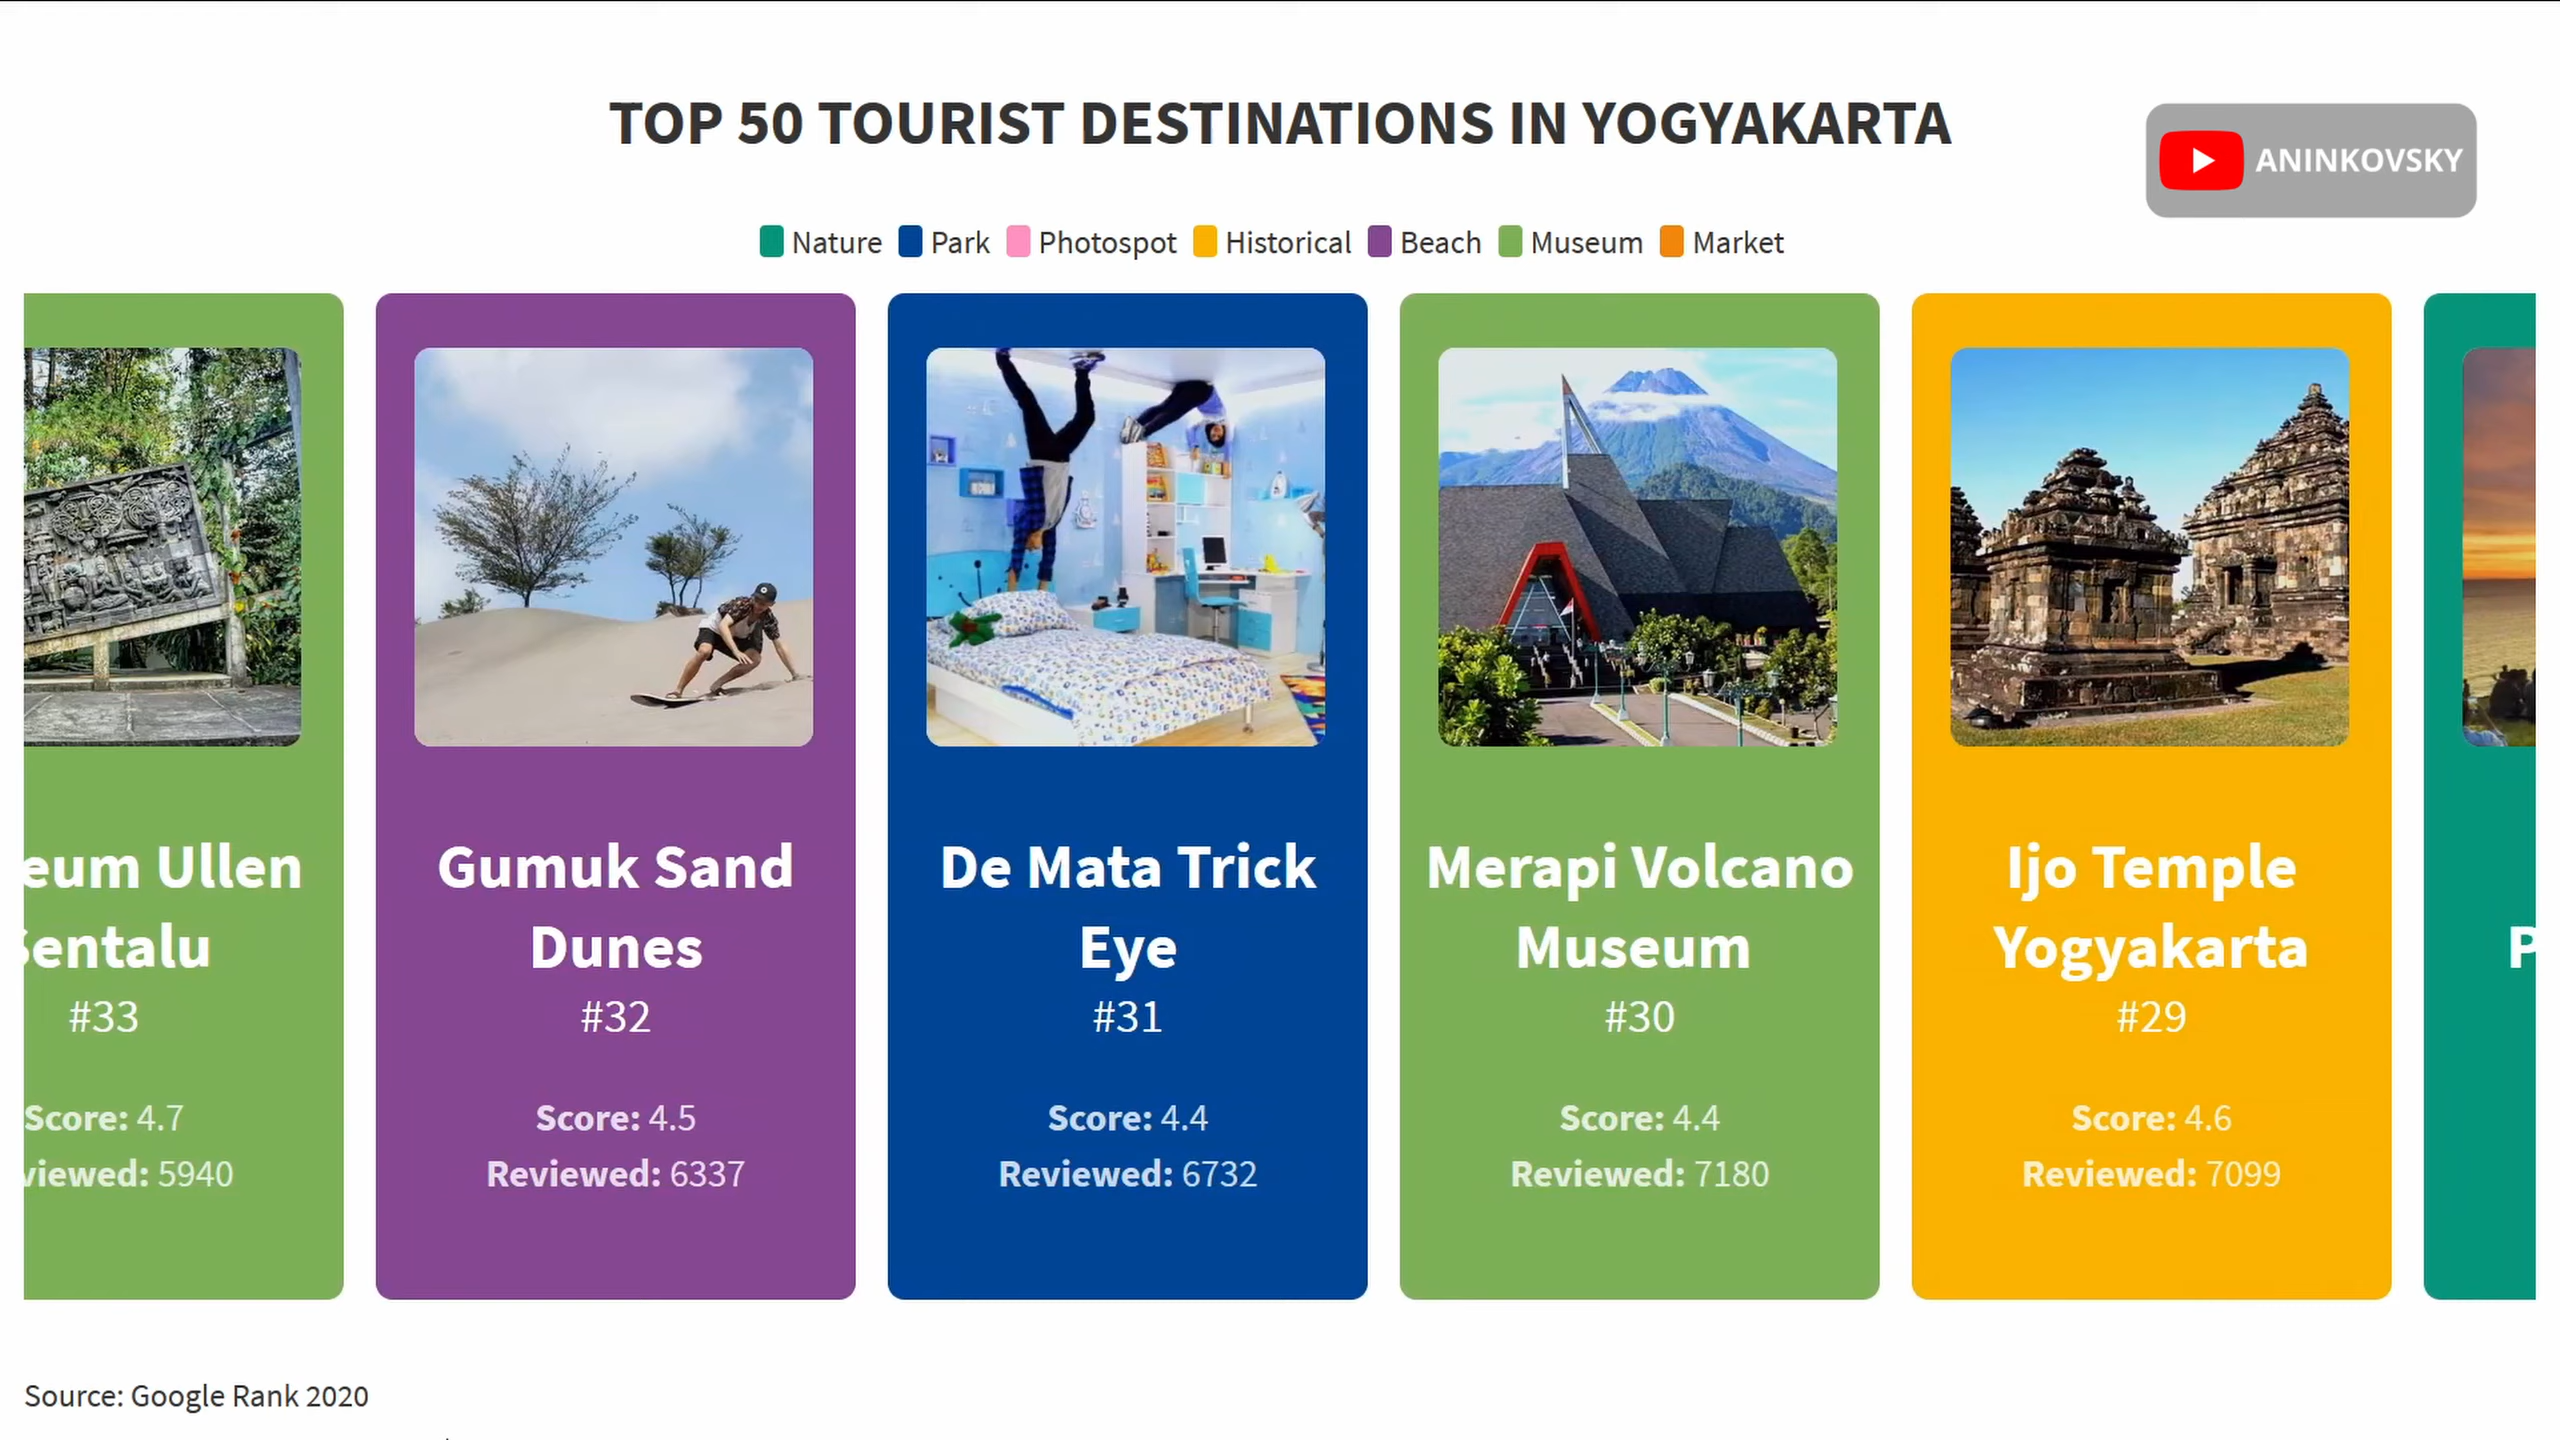 TOP 50 TOURIST DESTINATIONS IN YOGYAKARTA
ANINKOVSKY
Nature Park Photospot Historical Beach Museum Market
eum Ullen
Sentalu
#33
Score: 4.7
viewed: 5940
Gumuk Sand
Dunes
#32
Score: 4.5
Reviewed: 6337
De Mata Trick
Eye
#31
Score: 4.4
Reviewed: 6732
Merapi Volcano
Museum
#30
Score: 4.4
Reviewed: 7180
Ijo Temple
Yogyakarta
#29
Score: 4.6
Reviewed: 7099
P
Source: Google Rank 2020